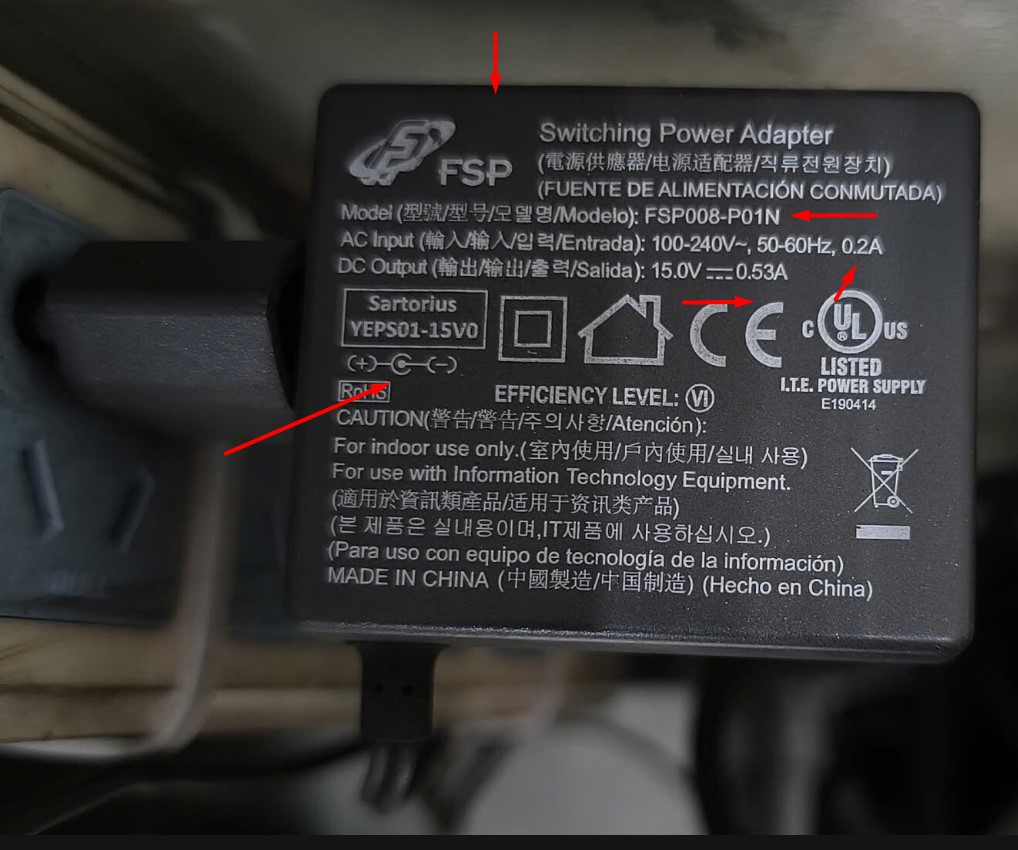 FSP
Switching Power Adapter
(電源供應器/电源适配器/직류전원장치)
(FUENTE DE ALIMENTACIÓN CONMUTADA)
Model (型號/型号/모델명/Modelo): FSP008-P01N
AC Input (輸入/输入/입력/Entrada): 100-240V~, 50-60Hz, 0.2A
DC Output (輸出/输出/출력/Salida): 15.0V ⎓ 0.53A
Sartorius
YEPS01-15V0
(+) (−)
CE
C UL ® US
LISTED
I.T.E. POWER SUPPLY
E190414
RoHS
EFFICIENCY LEVEL: VI
CAUTION(警告/警告/주의사항/Atención):
For indoor use only.(室內使用/户內使用/실내 사용)
For use with Information Technology Equipment.
(適用於資訊類產品/适用于资讯类产品)
(본 제품은 실내용이며,IT제품에 사용하십시오.)
(Para uso con equipo de tecnología de la información)
MADE IN CHINA (中國製造/中国制造) (Hecho en China)